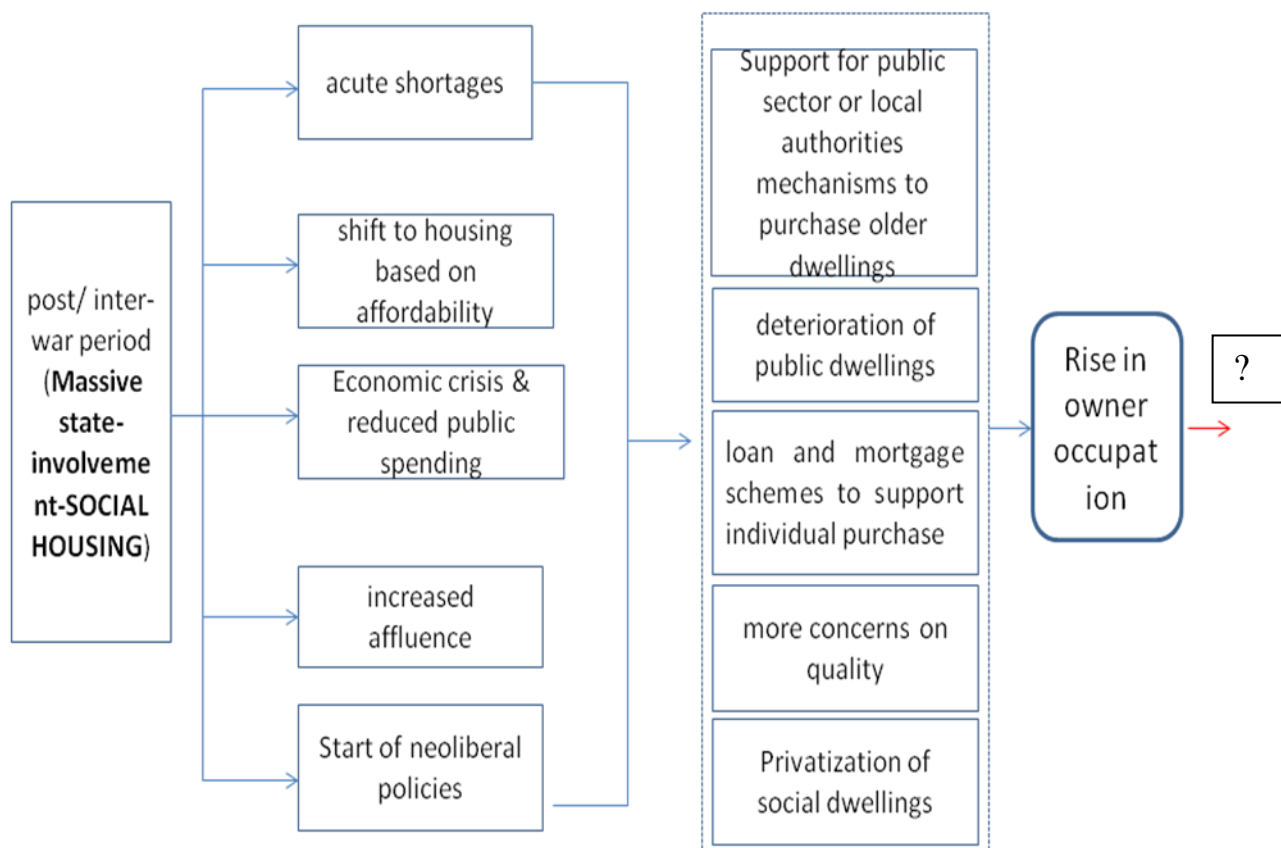 post/ inter-
war period
(Massive
state-
involveme
nt-SOCIAL
HOUSING)
acute shortages
shift to housing
based on
affordability
Economic crisis &
reduced public
spending
increased
affluence
Start of neoliberal
policies
Support for public
sector or local
authorities
mechanisms to
purchase older
dwellings
deterioration of
public dwellings
loan and mortgage
schemes to support
individual purchase
more concerns on
quality
Privatization of
social dwellings
Rise in
owner
occupat
ion
?